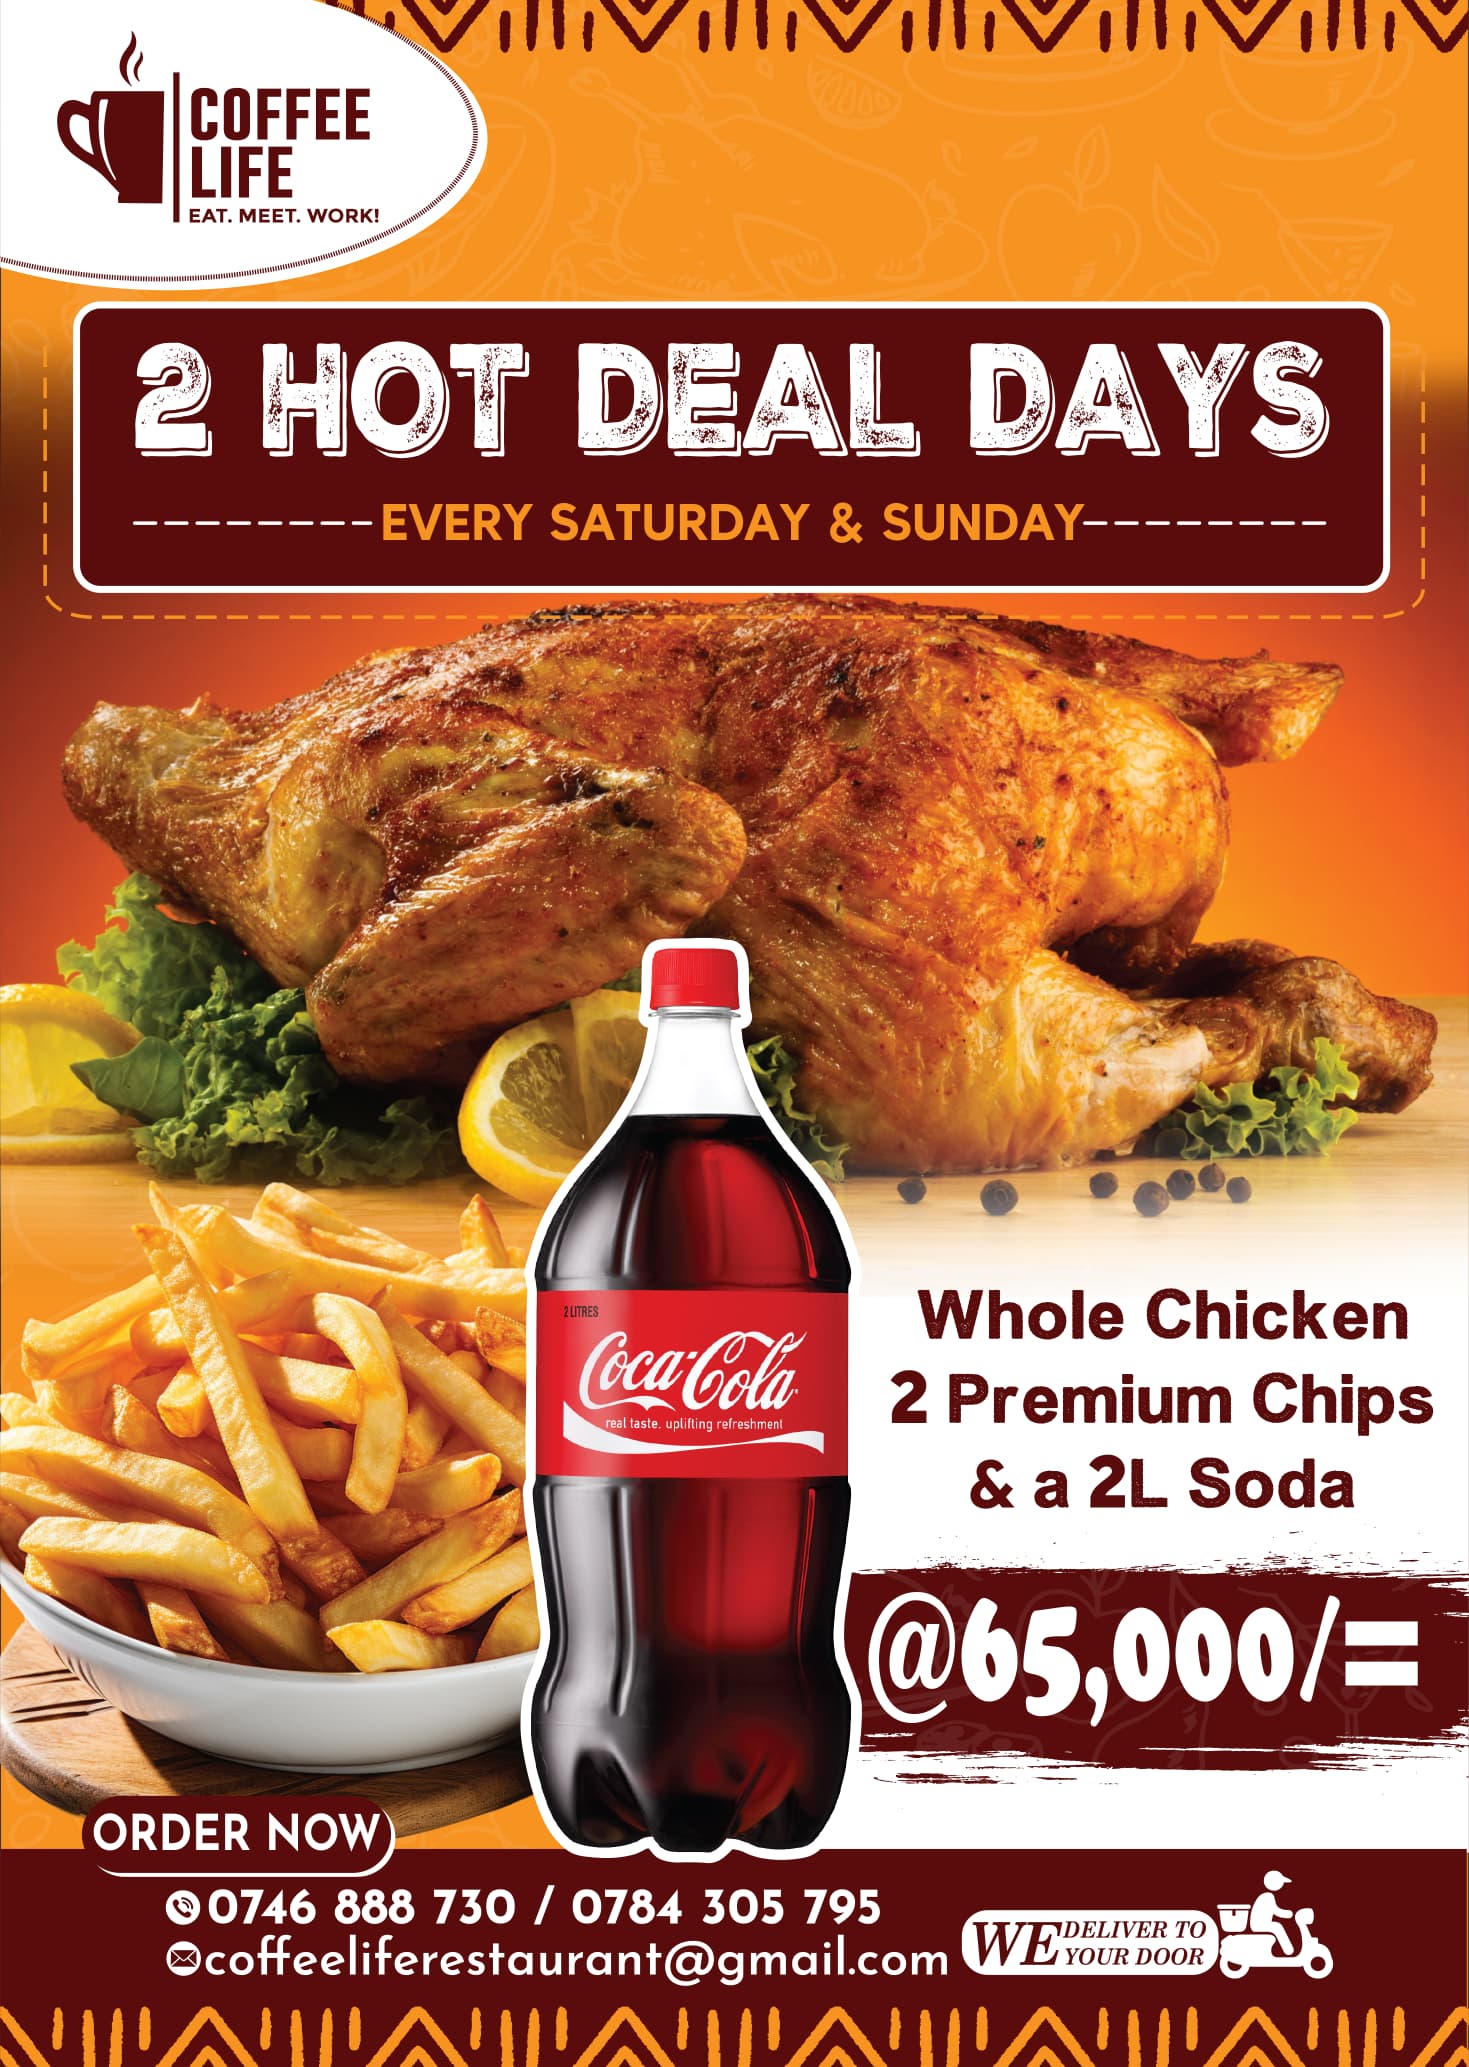 COFFEE
LIFE
EAT. MEET. WORK!
2 HOT DEAL DAYS
EVERY SATURDAY & SUNDAY
2 LITRES
Coca-Cola
real taste. uplifting refreshment
Whole Chicken
2 Premium Chips
& a 2L Soda
@65,000/=
ORDER NOW
0746 888 730 / 0784 305 795
coffeeliferestaurant@gmail.com
WE DELIVER TO
YOUR DOOR